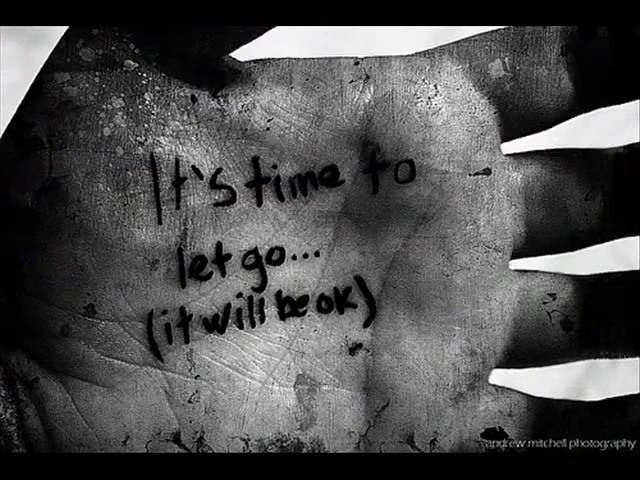 It's time to
let go...
(it will be ok)
andrew mitchell photography